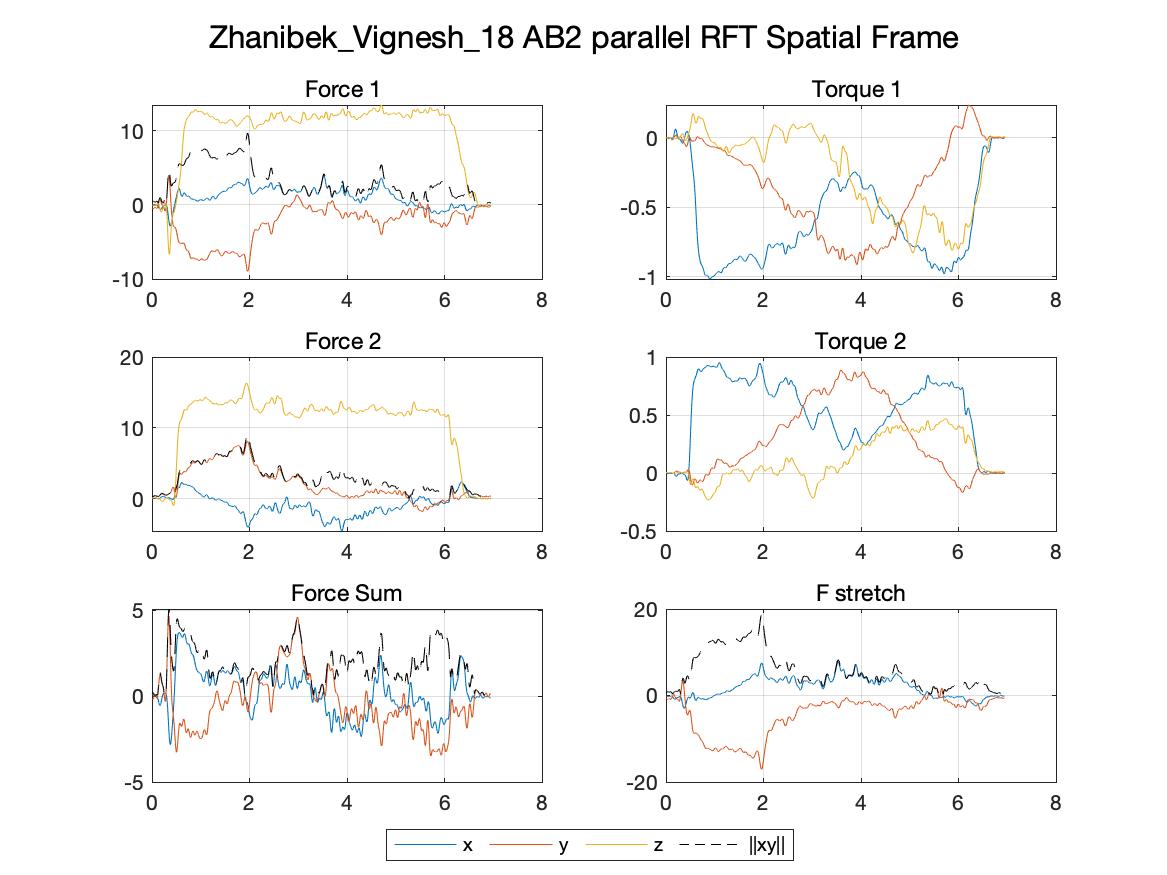 Zhanibek_Vignesh_18 AB2 parallel RFT Spatial Frame
Force 1
10
0
-10
0 2 4 6 8
Torque 1
0
-0.5
-1
0 2 4 6 8
Force 2
20
10
0
0 2 4 6 8
Torque 2
1
0.5
0
-0.5
0 2 4 6 8
Force Sum
5
0
-5
0 2 4 6 8
F stretch
20
0
-20
0 2 4 6 8
x y z ||xy||